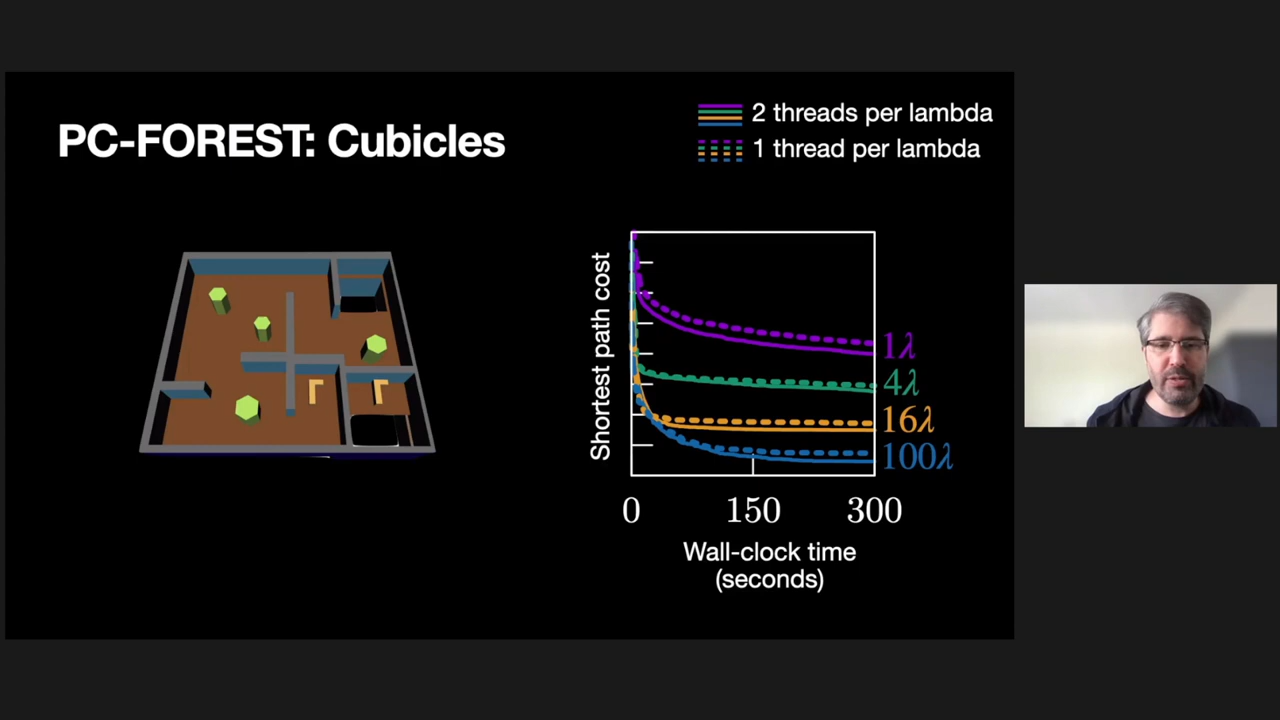 PC-FOREST: Cubicles
2 threads per lambda
1 thread per lambda
Shortest path cost
1λ
4λ
16λ
100λ
0 150 300
Wall-clock time
(seconds)